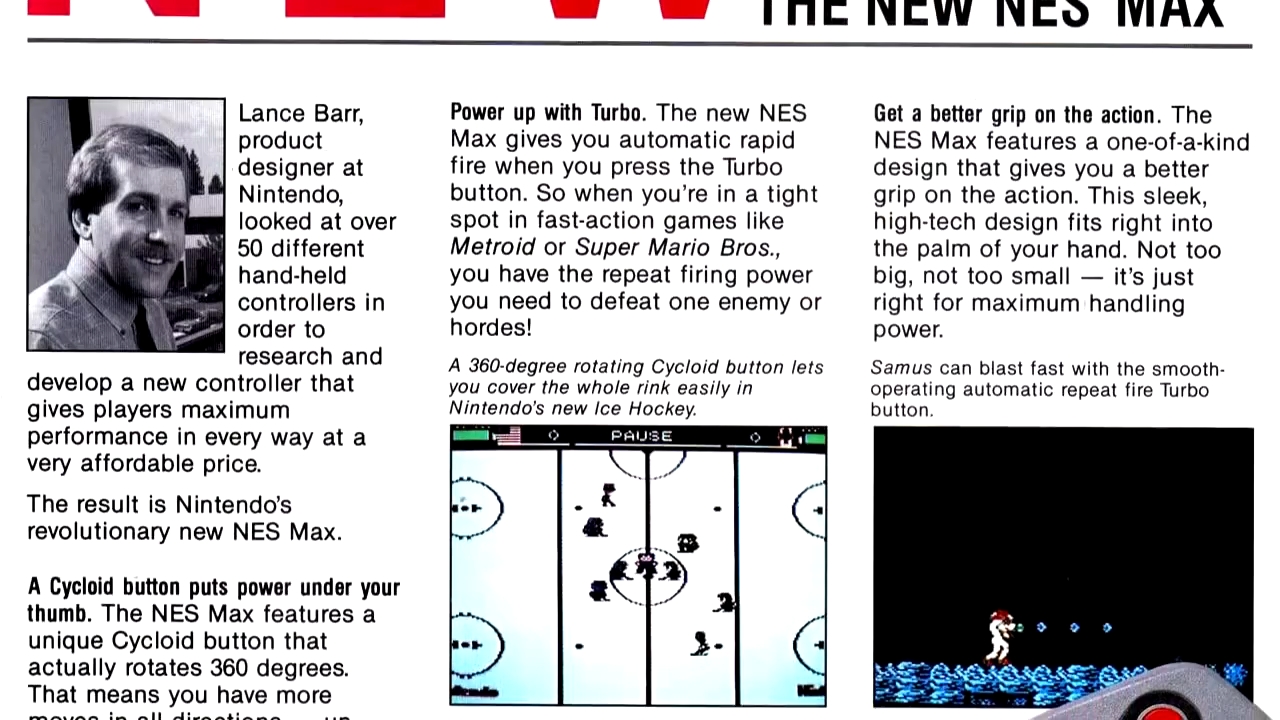 NEW
THE NEW NES MAX
Lance Barr,
product
designer at
Nintendo,
looked at over
50 different
hand-held
controllers in
order to
research and
develop a new controller that
gives players maximum
performance in every way at a
very affordable price.
The result is Nintendo's
revolutionary new NES Max.
A Cycloid button puts power under your
thumb. The NES Max features a
unique Cycloid button that
actually rotates 360 degrees.
That means you have more
moves in all directions — up,
Power up with Turbo. The new NES
Max gives you automatic rapid
fire when you press the Turbo
button. So when you're in a tight
spot in fast-action games like
Metroid or Super Mario Bros.,
you have the repeat firing power
you need to defeat one enemy or
hordes!
A 360-degree rotating Cycloid button lets
you cover the whole rink easily in
Nintendo's new Ice Hockey.
PAUSE
Get a better grip on the action. The
NES Max features a one-of-a-kind
design that gives you a better
grip on the action. This sleek,
high-tech design fits right into
the palm of your hand. Not too
big, not too small — it's just
right for maximum handling
power.
Samus can blast fast with the smooth-
operating automatic repeat fire Turbo
button.